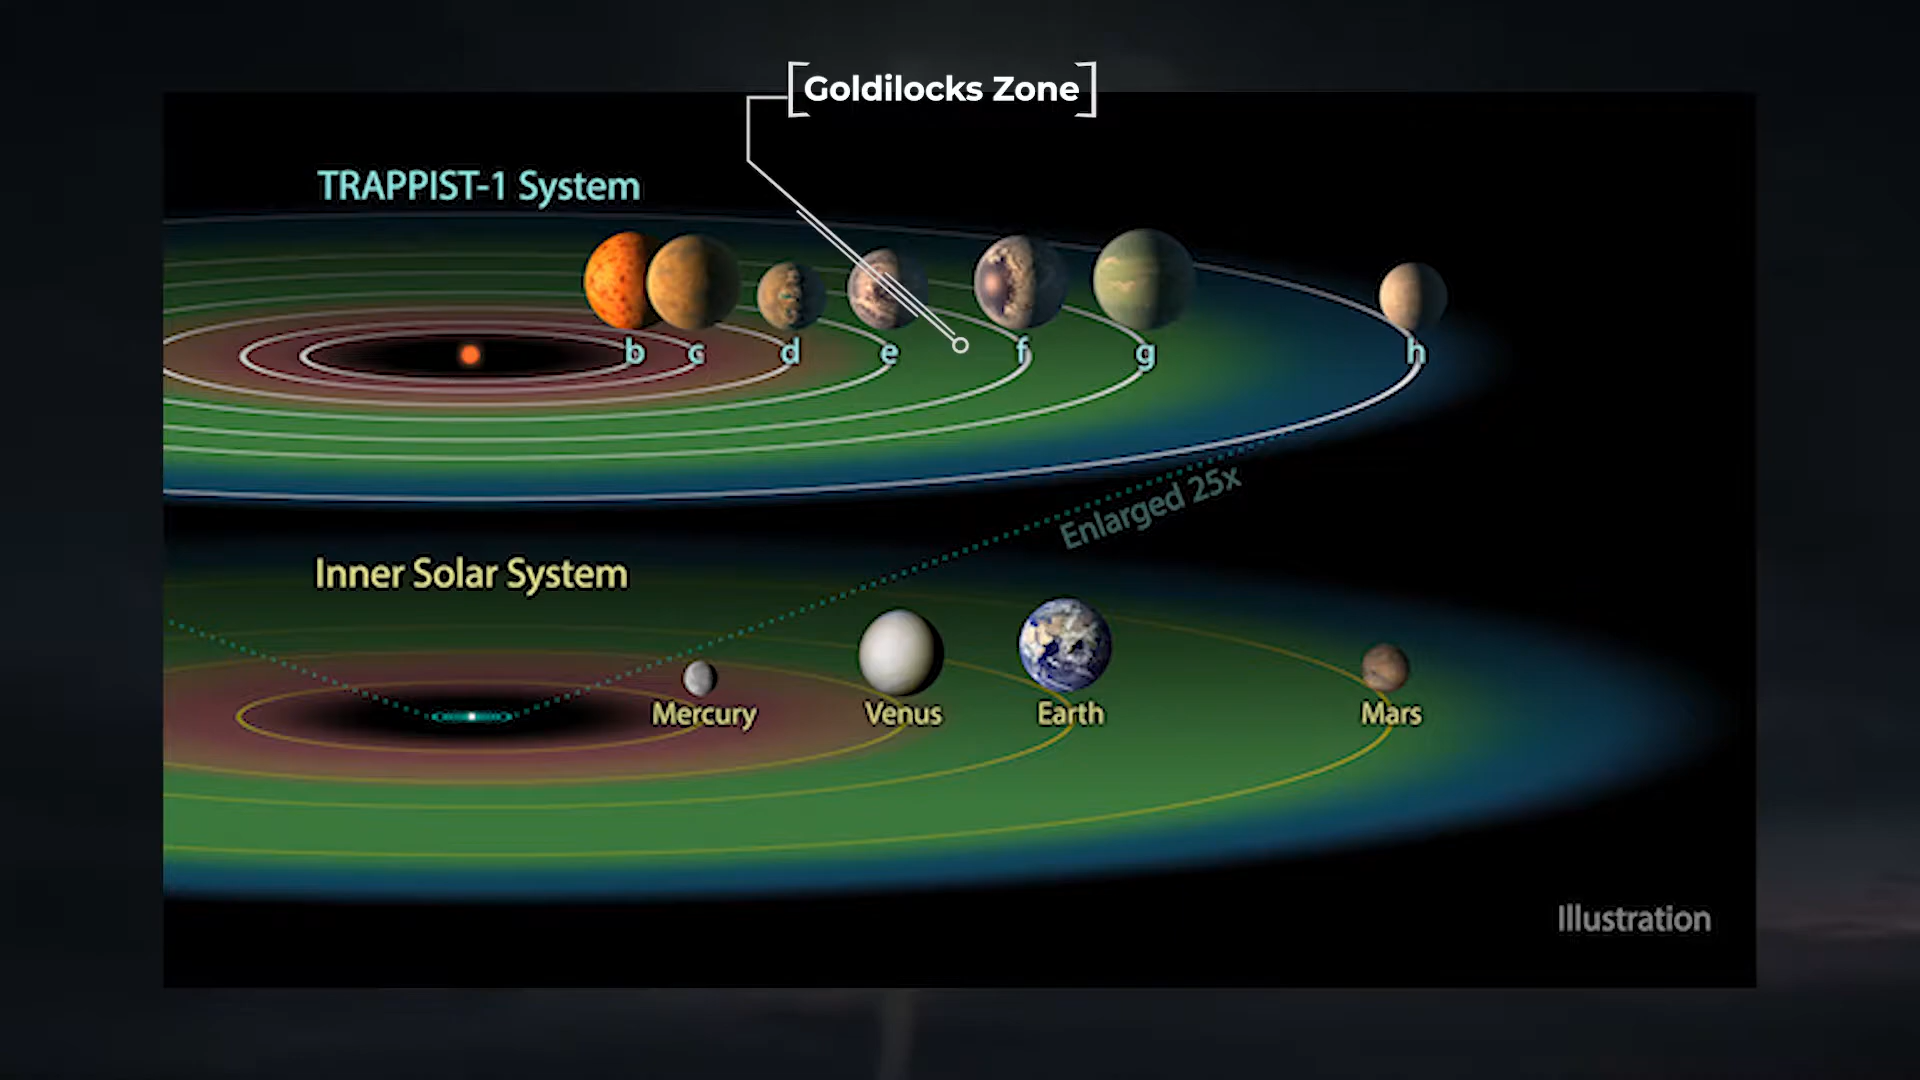 Goldilocks Zone
TRAPPIST-1 System
b c d e f g h
Enlarged 25x
Inner Solar System
Mercury Venus Earth Mars
Illustration